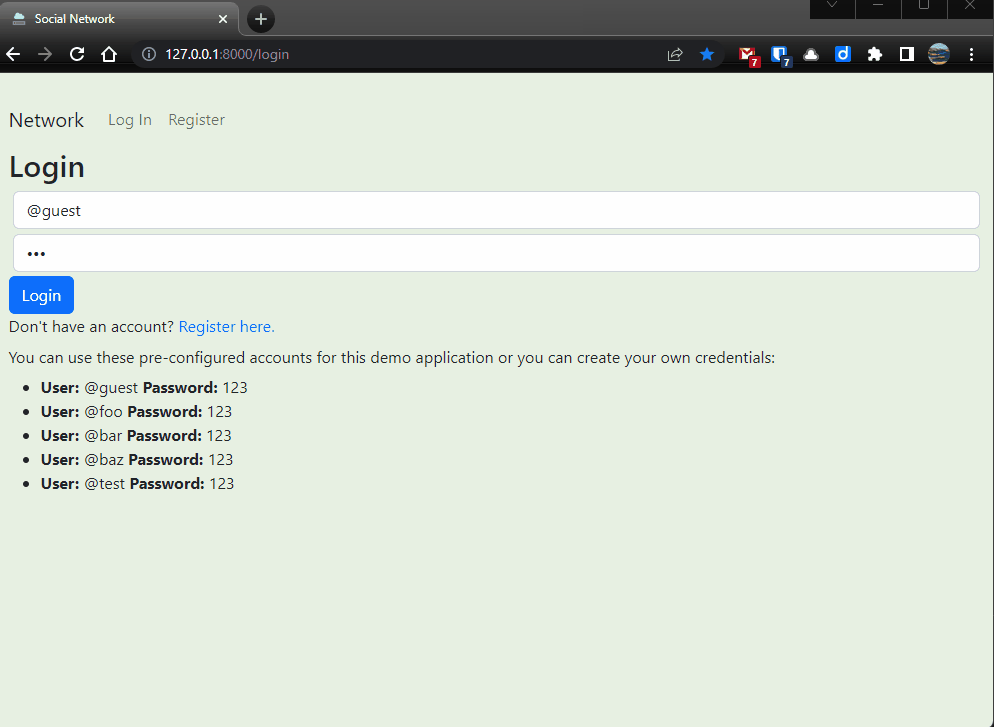 Social Network
127.0.0.1:8000/login
7 7
Network Log In Register
Login
@guest
•••
Login
Don't have an account? Register here.
You can use these pre-configured accounts for this demo application or you can create your own credentials:
• User: @guest Password: 123
• User: @foo Password: 123
• User: @bar Password: 123
• User: @baz Password: 123
• User: @test Password: 123